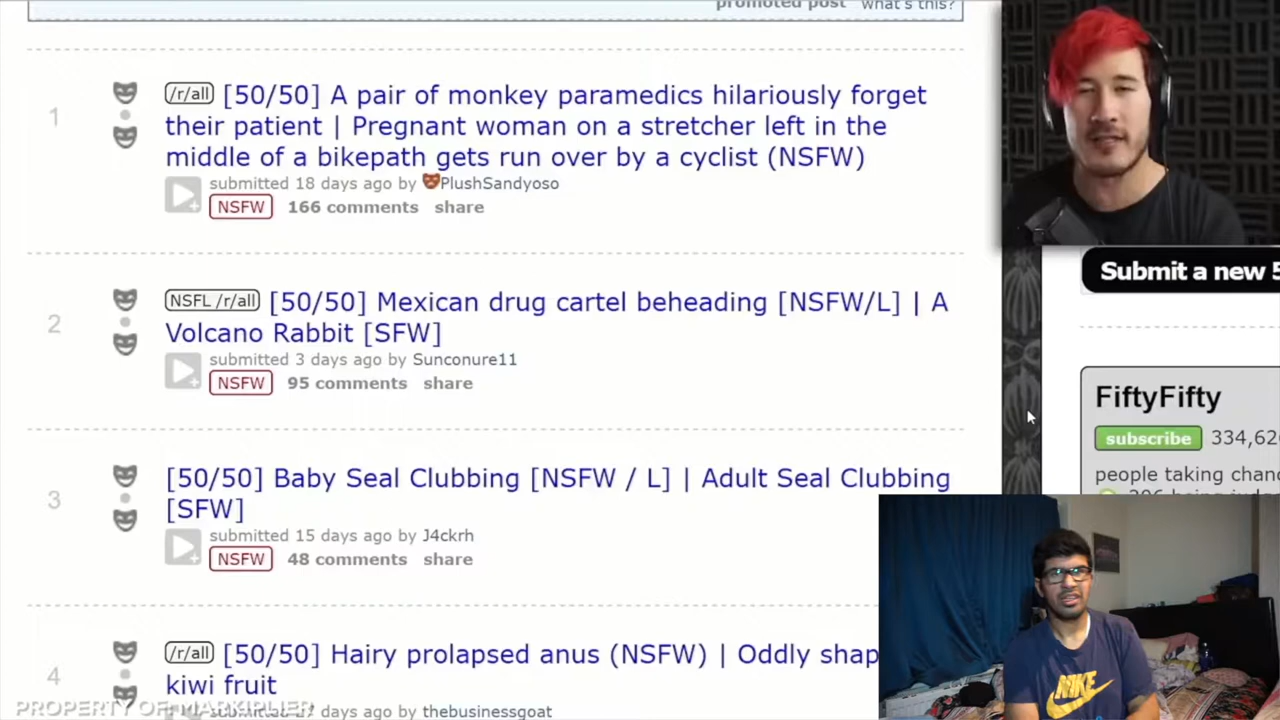 promoted post what's this?
1
/r/all [50/50] A pair of monkey paramedics hilariously forget
their patient | Pregnant woman on a stretcher left in the
middle of a bikepath gets run over by a cyclist (NSFW)
submitted 18 days ago by PlushSandyoso
NSFW 166 comments share
2
NSFL /r/all [50/50] Mexican drug cartel beheading [NSFW/L] | A
Volcano Rabbit [SFW]
submitted 3 days ago by Sunconure11
NSFW 95 comments share
3
[50/50] Baby Seal Clubbing [NSFW / L] | Adult Seal Clubbing
[SFW]
submitted 15 days ago by J4ckrh
NSFW 48 comments share
4
/r/all [50/50] Hairy prolapsed anus (NSFW) | Oddly shap
kiwi fruit
submitted days ago by thebusinessgoat
PROPERTY OF MARKIPLIER
Submit a new 5
FiftyFifty
subscribe 334,62
people taking chanc
NIKE